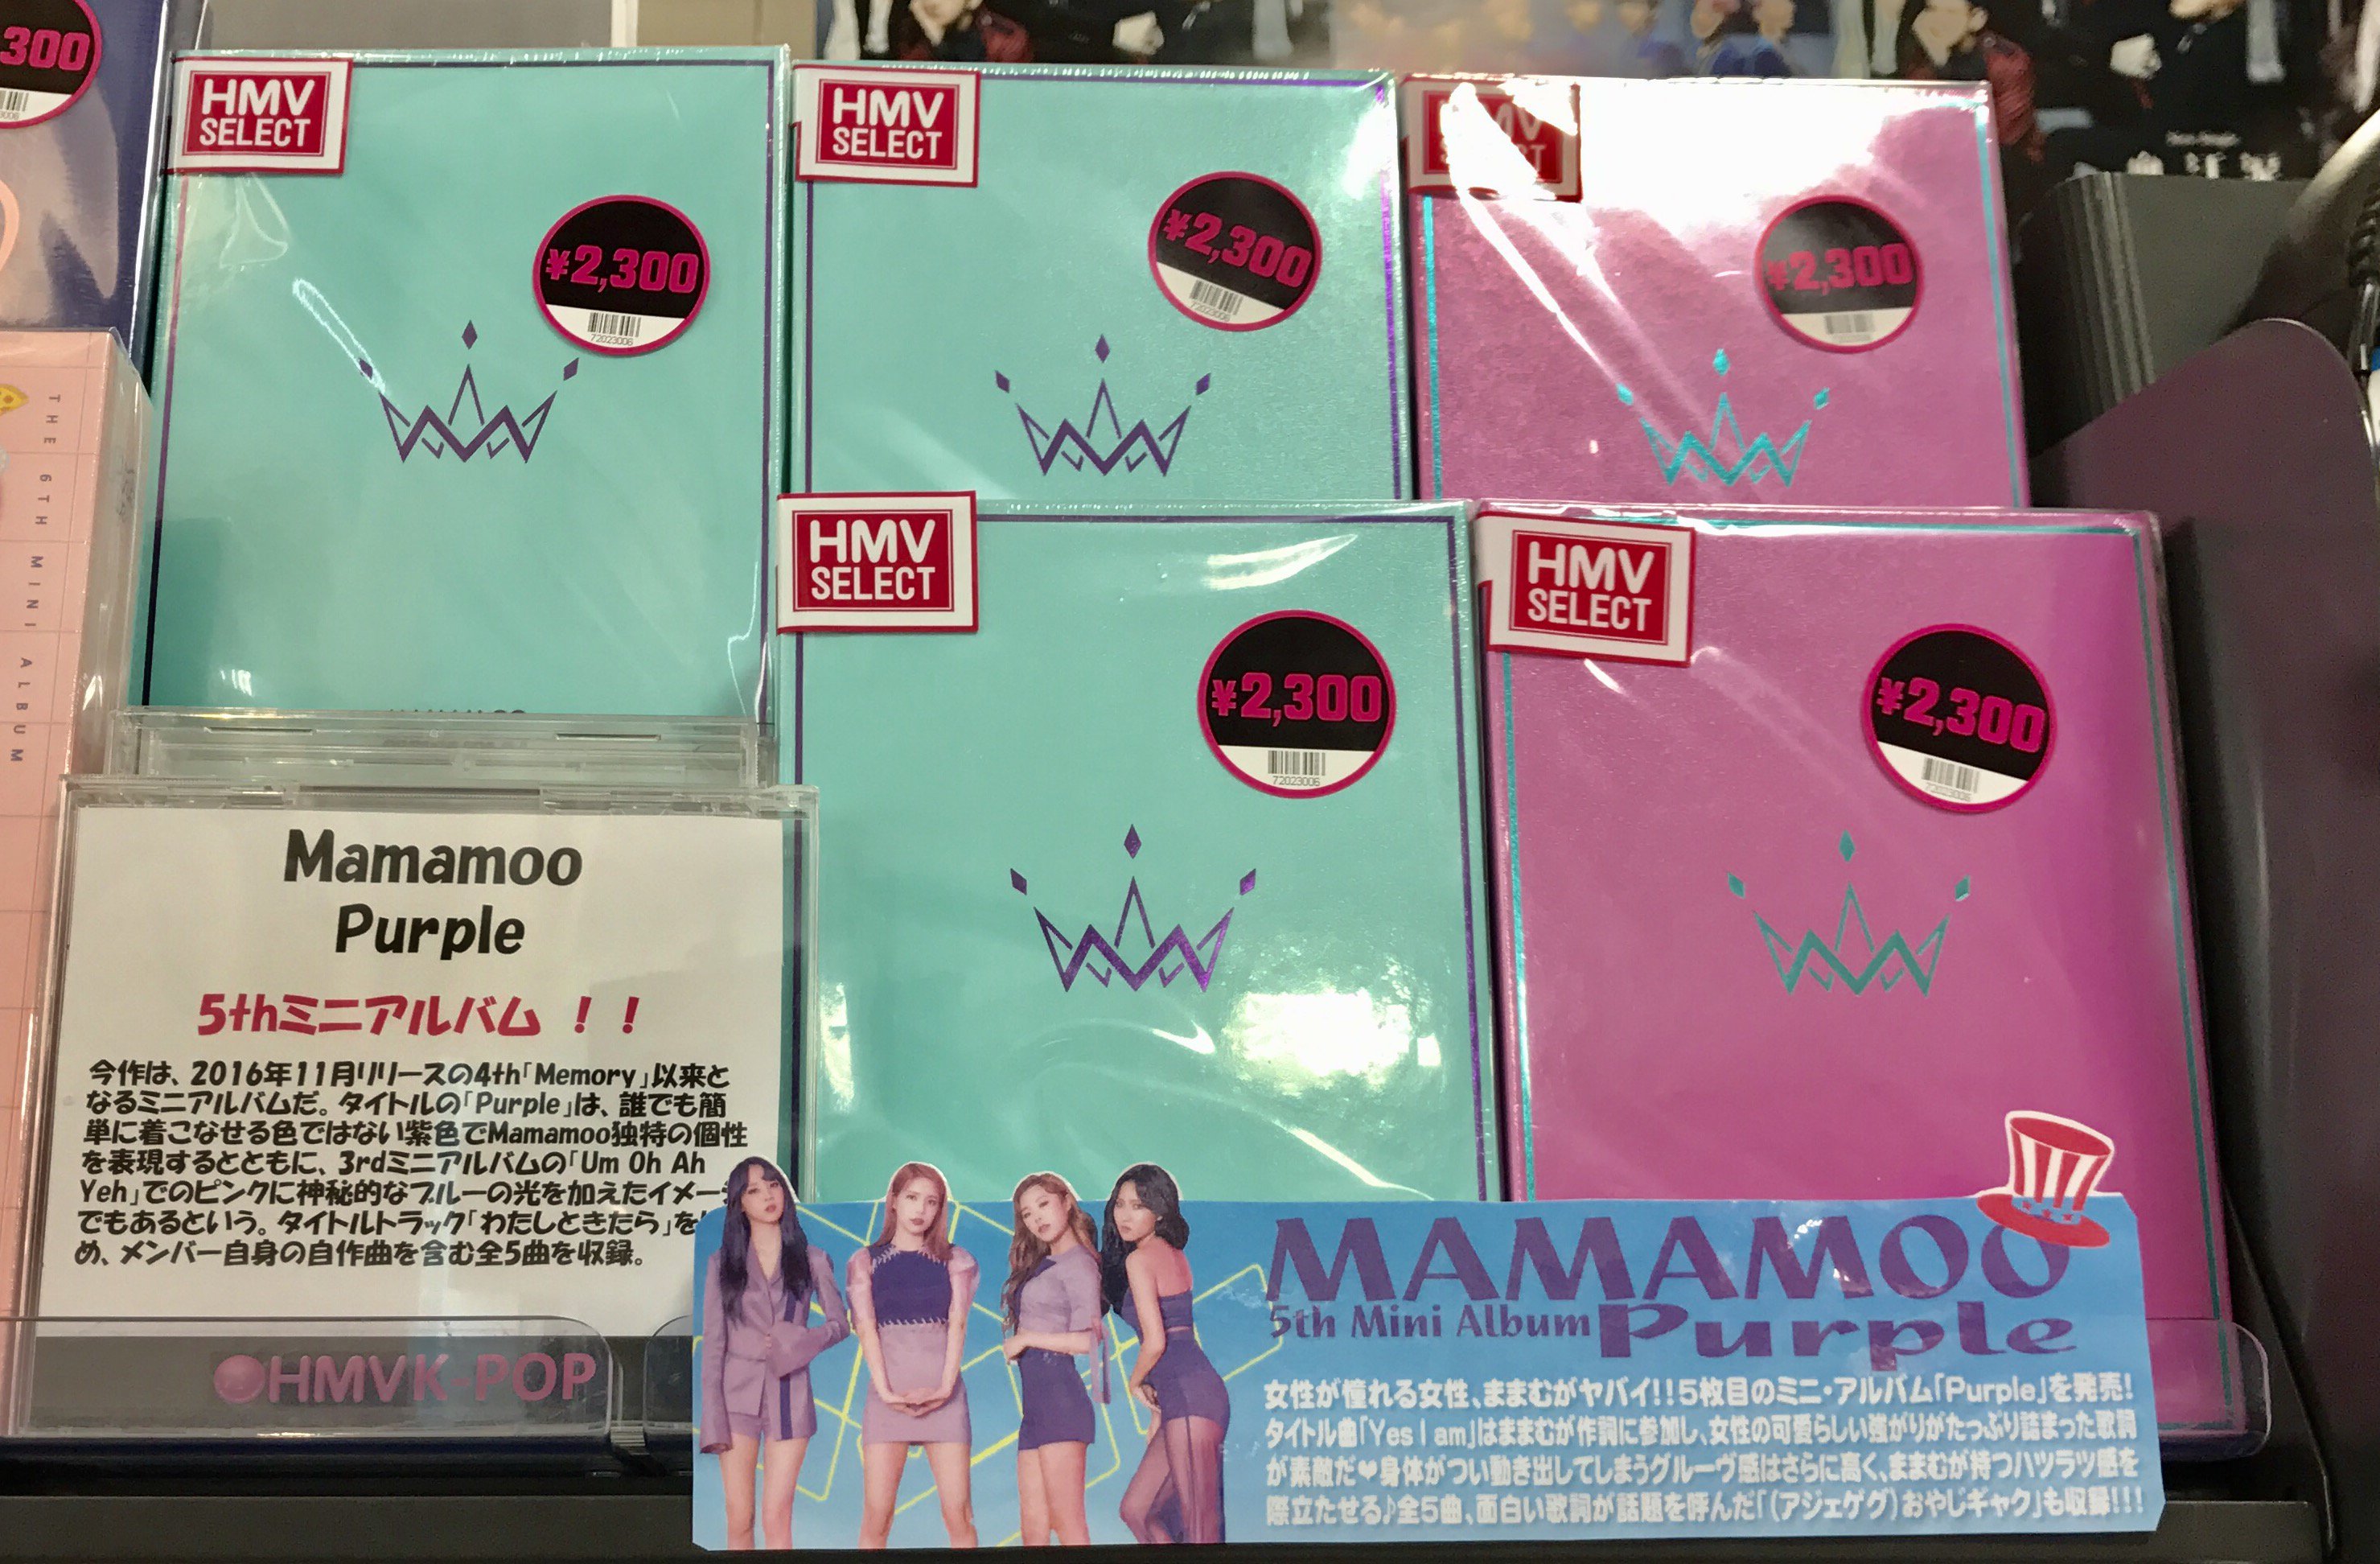 300
HMV
SELECT
¥2,300
72023006
HMV
SELECT
¥2,300
72023006
¥2,300
HMV
SELECT
¥2,300
72023006
HMV
SELECT
¥2,300
72023006
THE 6TH MINI ALBUM
Mamamoo
Purple
5thミニアルバム！！
今作は、2016年11月リリースの4th「Memory」以来と
なるミニアルバムだ。タイトルの「Purple」は、誰でも簡
単に着こなせる色ではない紫色でMamamoo独特の個性
を表現するとともに、3rdミニアルバムの「Um Oh Ah
Yeh」でのピンクに神秘的なブルーの光を加えたイメー
でもあるという。タイトルトラック「わたしときたら」を
め、メンバー自身の自作曲を含む全5曲を収録。
HMVK-POP
MAMAMOO
5th Mini Album Purple
女性が憧れる女性、ままむがヤバイ!!5枚目のミニ・アルバム「Purple」を発売!
タイトル曲「Yes I am」はままむが作詞に参加し、女性の可愛らしい強がりがたっぷり詰まった歌詞
が素敵だ❤身体がつい動き出してしまうグルーヴ感はさらに高く、ままむが持つハツラツ感を
際立たせる♪全5曲、面白い歌詞が話題を呼んだ「(アジェゲグ)おやじギャク」も収録!!!